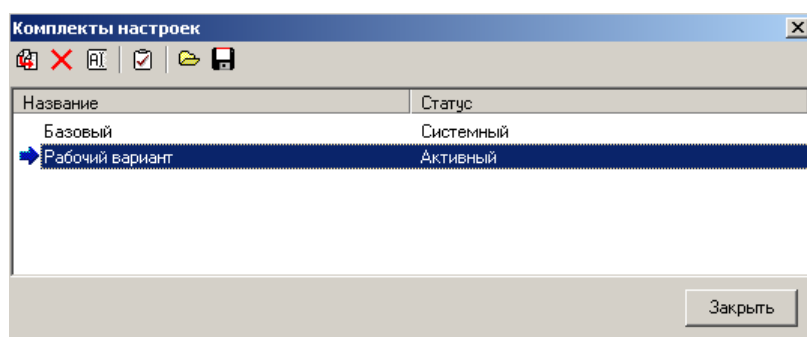 Комплекты настроек
Название Статус
Базовый Системный
Рабочий вариант Активный
Закрыть